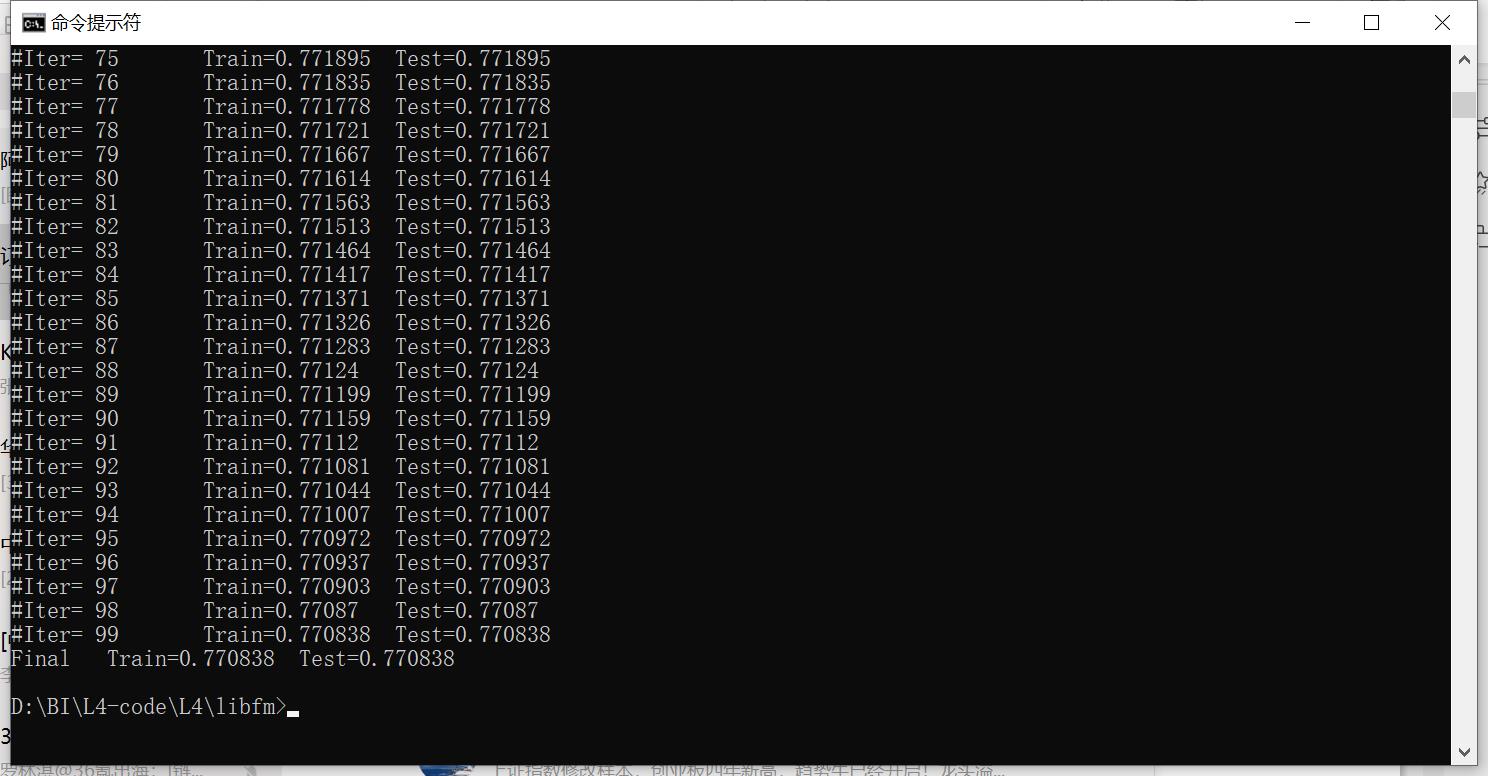 命令提示符
#Iter= 75 Train=0.771895 Test=0.771895
#Iter= 76 Train=0.771835 Test=0.771835
#Iter= 77 Train=0.771778 Test=0.771778
#Iter= 78 Train=0.771721 Test=0.771721
#Iter= 79 Train=0.771667 Test=0.771667
#Iter= 80 Train=0.771614 Test=0.771614
#Iter= 81 Train=0.771563 Test=0.771563
#Iter= 82 Train=0.771513 Test=0.771513
#Iter= 83 Train=0.771464 Test=0.771464
#Iter= 84 Train=0.771417 Test=0.771417
#Iter= 85 Train=0.771371 Test=0.771371
#Iter= 86 Train=0.771326 Test=0.771326
#Iter= 87 Train=0.771283 Test=0.771283
#Iter= 88 Train=0.77124 Test=0.77124
#Iter= 89 Train=0.771199 Test=0.771199
#Iter= 90 Train=0.771159 Test=0.771159
#Iter= 91 Train=0.77112 Test=0.77112
#Iter= 92 Train=0.771081 Test=0.771081
#Iter= 93 Train=0.771044 Test=0.771044
#Iter= 94 Train=0.771007 Test=0.771007
#Iter= 95 Train=0.770972 Test=0.770972
#Iter= 96 Train=0.770937 Test=0.770937
#Iter= 97 Train=0.770903 Test=0.770903
#Iter= 98 Train=0.77087 Test=0.77087
#Iter= 99 Train=0.770838 Test=0.770838
Final Train=0.770838 Test=0.770838
D:\BI\L4-code\L4\libfm>